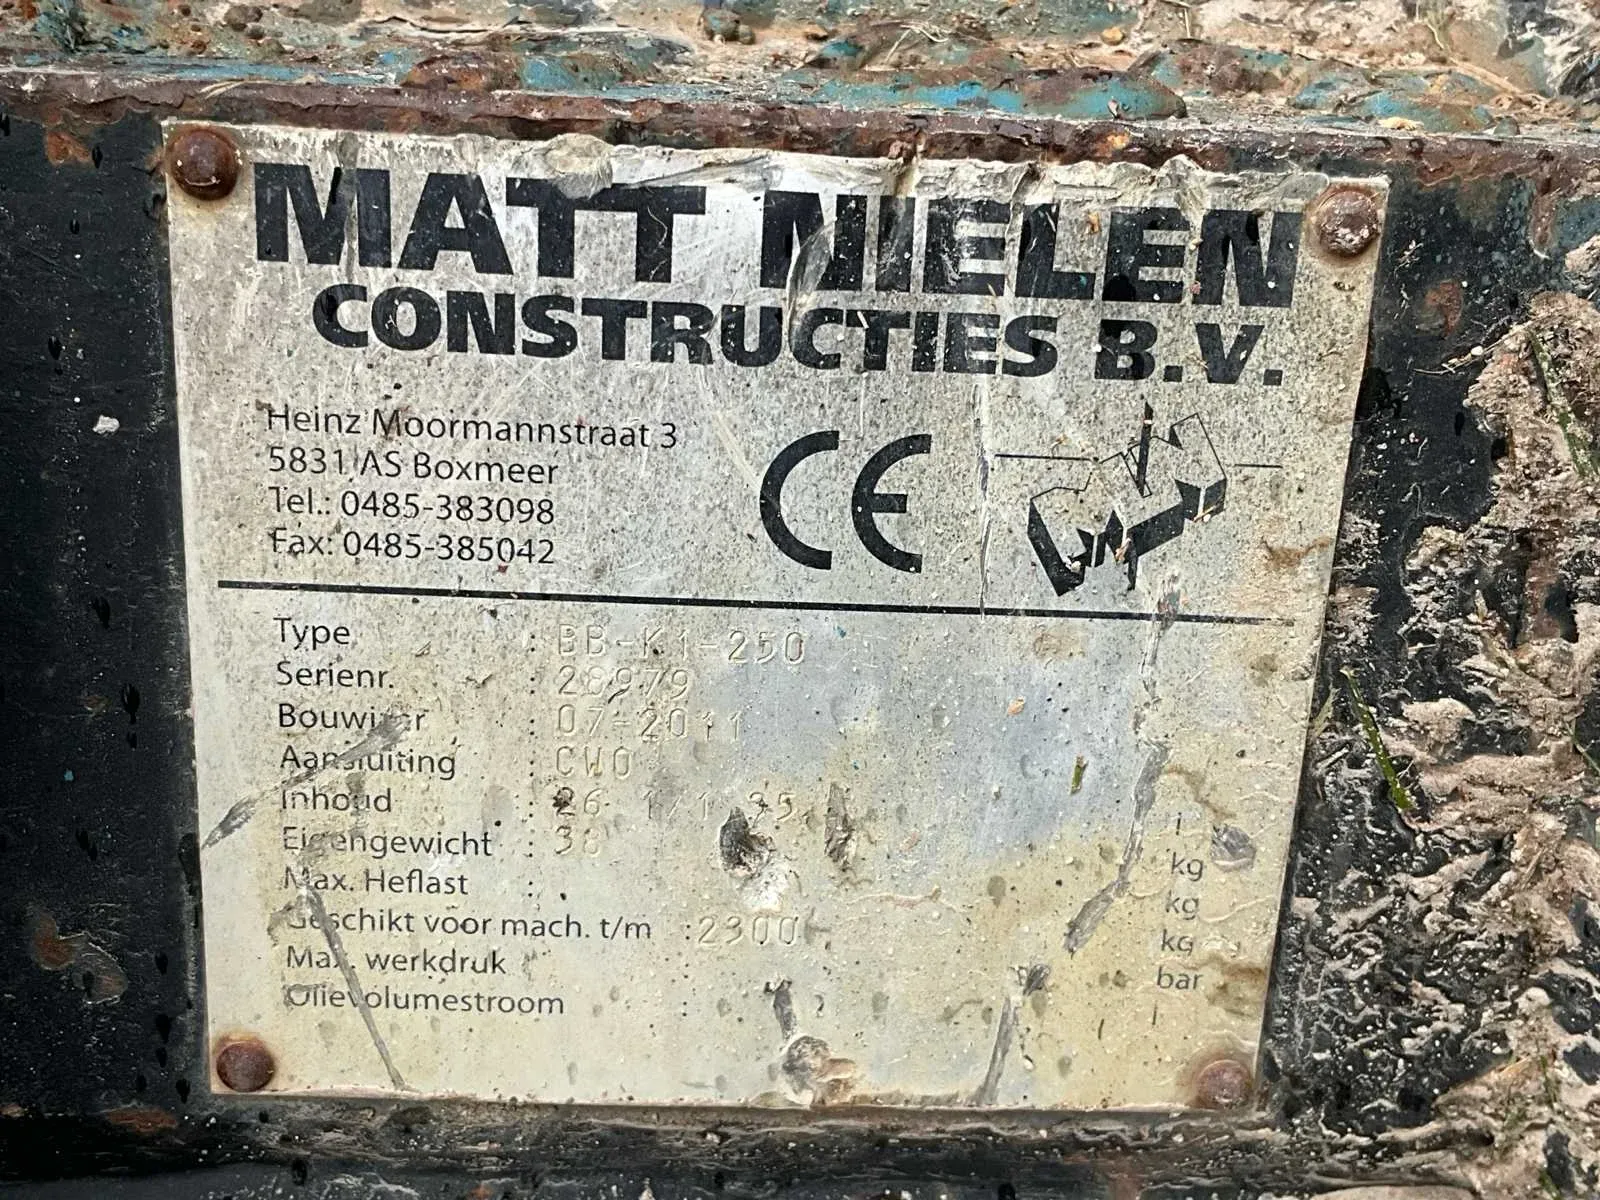 MATT NIELEN
CONSTRUCTIES B.V.
Heinz Moormannstraat 3
5831 AS Boxmeer
Tel.: 0485-383098
Fax: 0485-385042
CE
Type : BB-K1-250
Serienr. : 28979
Bouwjaar : 07-2011
Aansluiting : CW0
Inhoud : 26 l
Eigengewicht : 38 kg
Max. Heflast : kg
Geschikt voor mach. t/m : 2300 kg
Max. werkdruk bar
Olievolumestroom : l